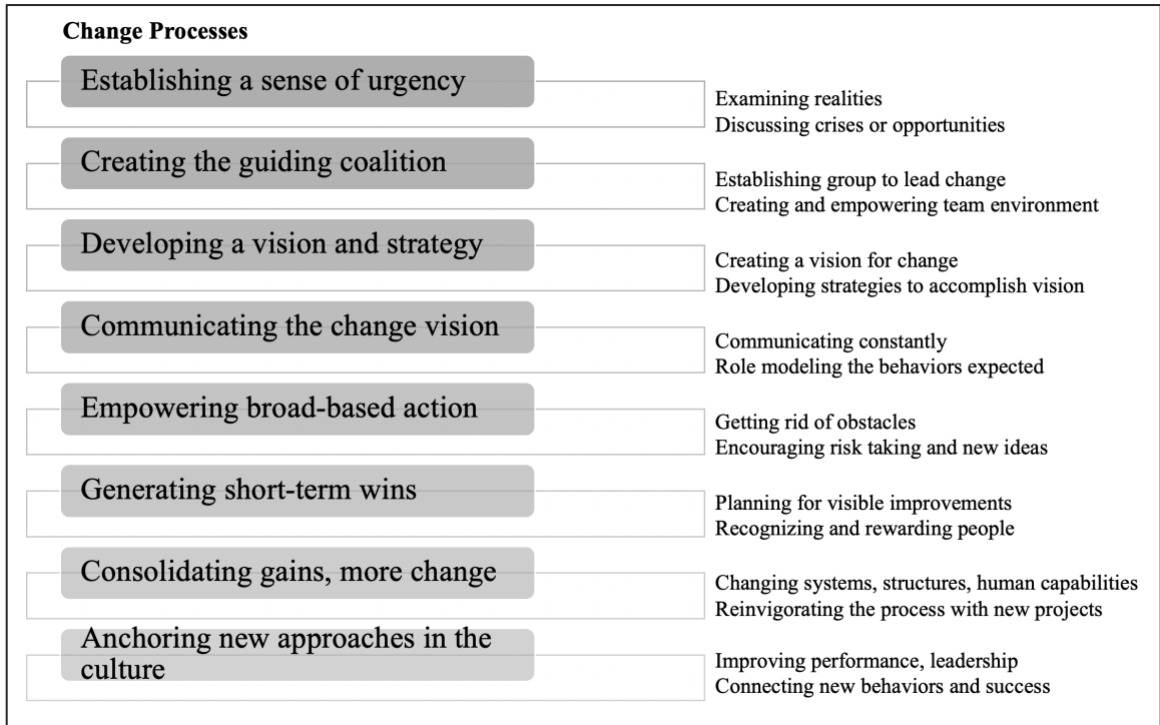 Change Processes
Establishing a sense of urgency
Examining realities
Discussing crises or opportunities
Creating the guiding coalition
Establishing group to lead change
Creating and empowering team environment
Developing a vision and strategy
Creating a vision for change
Developing strategies to accomplish vision
Communicating the change vision
Communicating constantly
Role modeling the behaviors expected
Empowering broad-based action
Getting rid of obstacles
Encouraging risk taking and new ideas
Generating short-term wins
Planning for visible improvements
Recognizing and rewarding people
Consolidating gains, more change
Changing systems, structures, human capabilities
Reinvigorating the process with new projects
Anchoring new approaches in the
culture
Improving performance, leadership
Connecting new behaviors and success